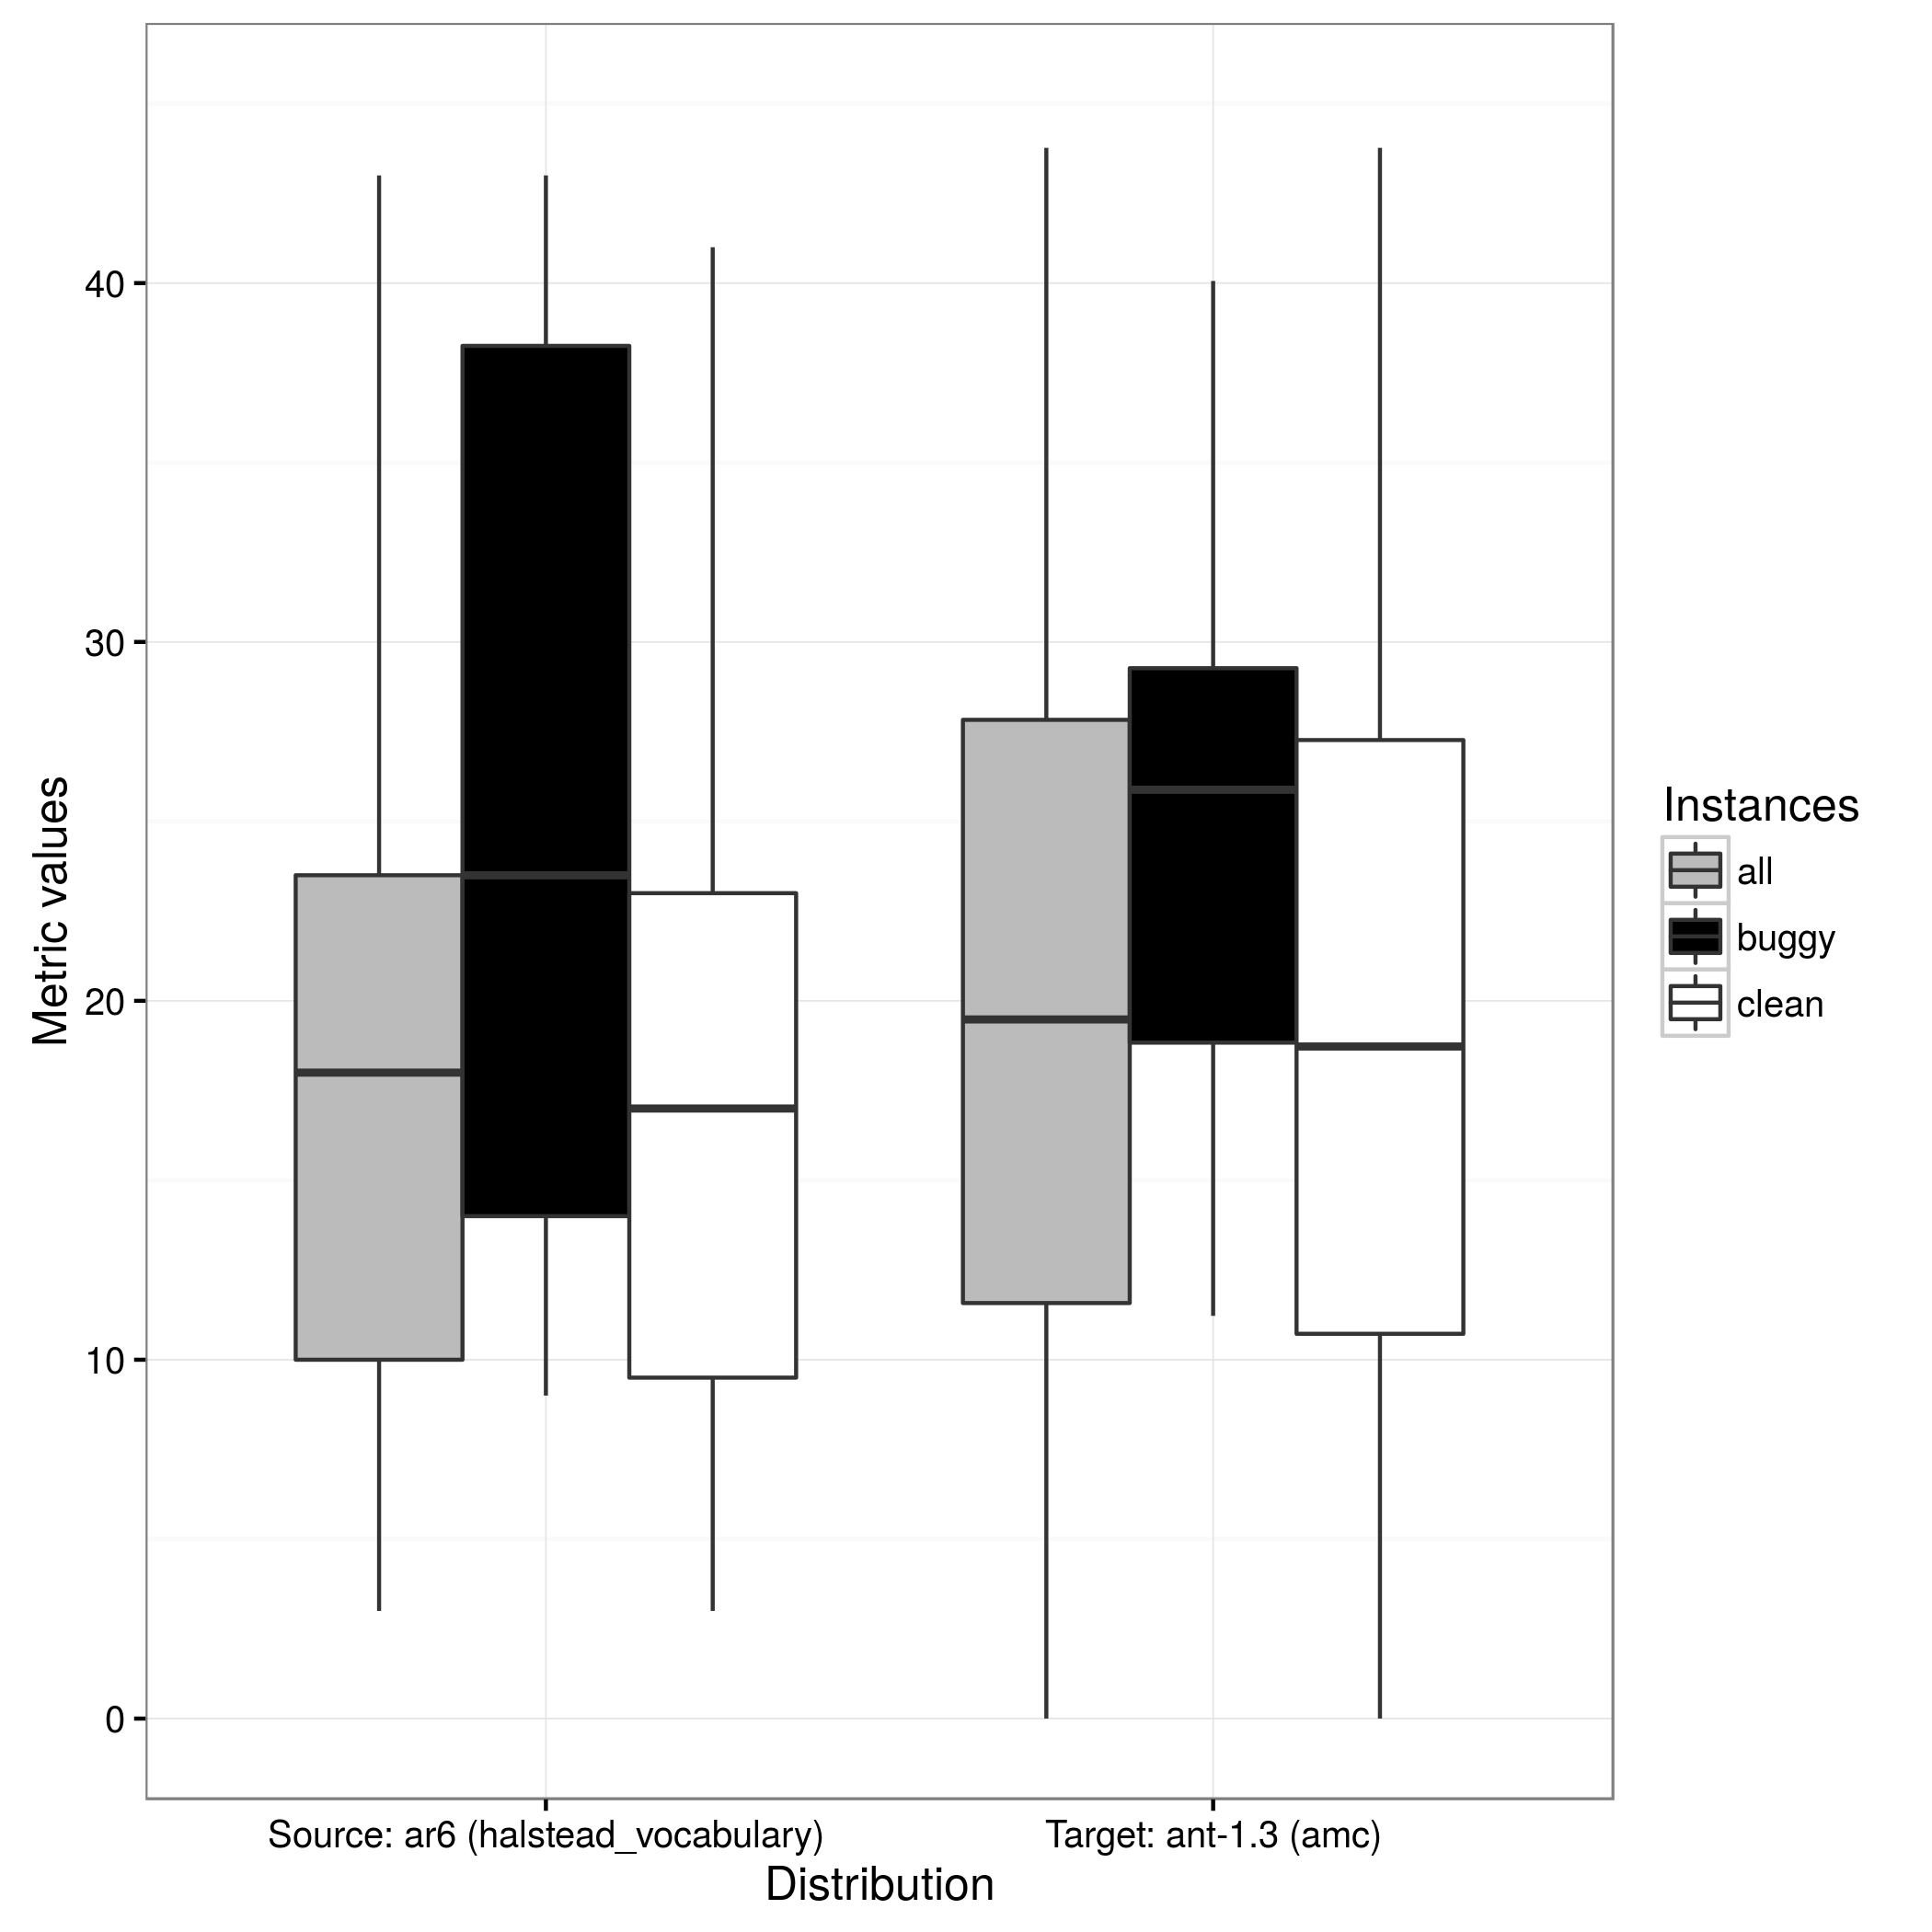 Metric values
40
30
20
10
0
Source: ar6 (halstead_vocabulary)
Target: ant-1.3 (amc)
Distribution
Instances
all
buggy
clean